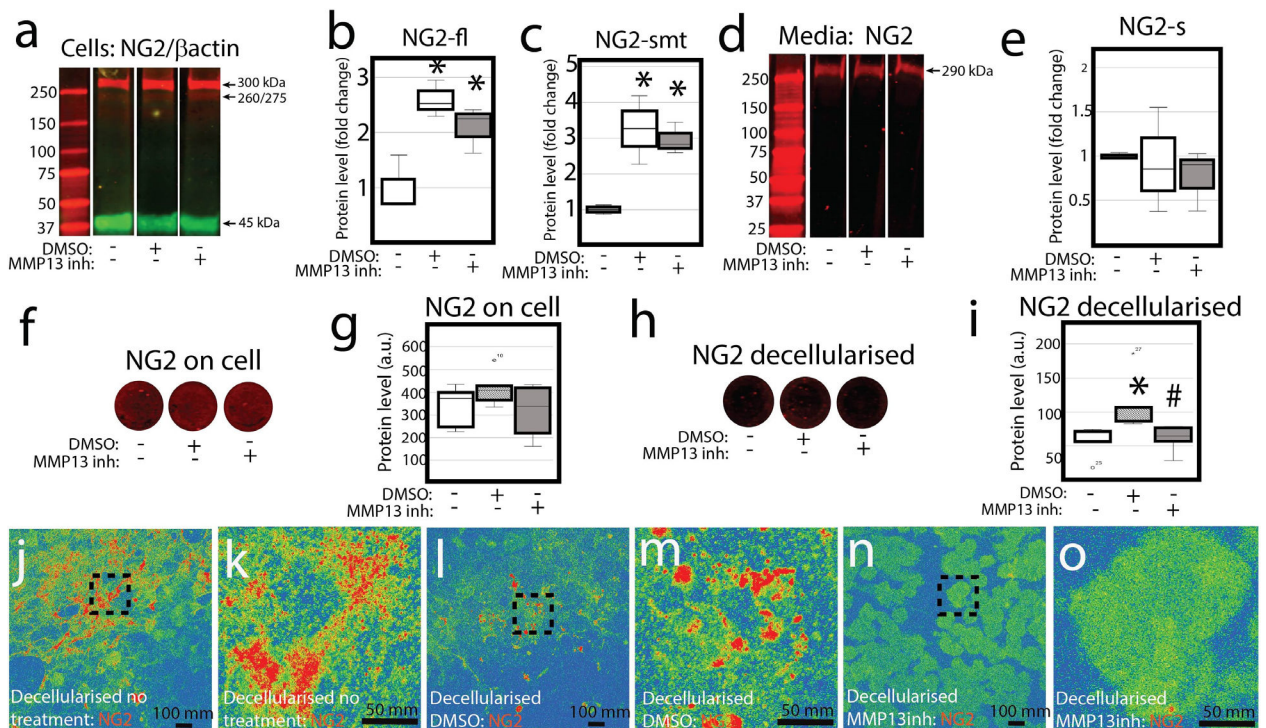 a
Cells: NG2/βactin
250
150
100
75
50
37
300 kDa
260/275
45 kDa
DMSO: - + -
MMP13 inh: - - +
b
NG2-fl
Protein level (fold change)
3
2
1
* *
DMSO: - + -
MMP13 inh: - - +
c
NG2-smt
Protein level (fold change)
5
4
3
2
1
* *
DMSO: - + -
MMP13 inh: - - +
d
Media: NG2
250
150
100
75
50
37
25
290 kDa
DMSO: - + -
MMP13 inh: - - +
e
NG2-s
Protein level (fold change)
2
1.5
1
0.5
DMSO: - + -
MMP13 inh: - - +
f
NG2 on cell
DMSO: - + -
MMP13 inh: - - +
g
NG2 on cell
Protein level (a.u.)
600
500
400
300
200
100
10
DMSO: - + -
MMP13 inh: - - +
h
NG2 decellularised
DMSO: - + -
MMP13 inh: - - +
i
NG2 decellularised
Protein level (a.u.)
200
150
100
50
27
25
* #
DMSO: - + -
MMP13 inh: - - +
j
Decellularised no
treatment: NG2
100 mm
k
Decellularised no
treatment: NG2
50 mm
l
Decellularised
DMSO: NG2
100 mm
m
Decellularised
DMSO: NG2
50 mm
n
Decellularised
MMP13inh: NG2
100 mm
o
Decellularised
MMP13inh: NG2
50 mm